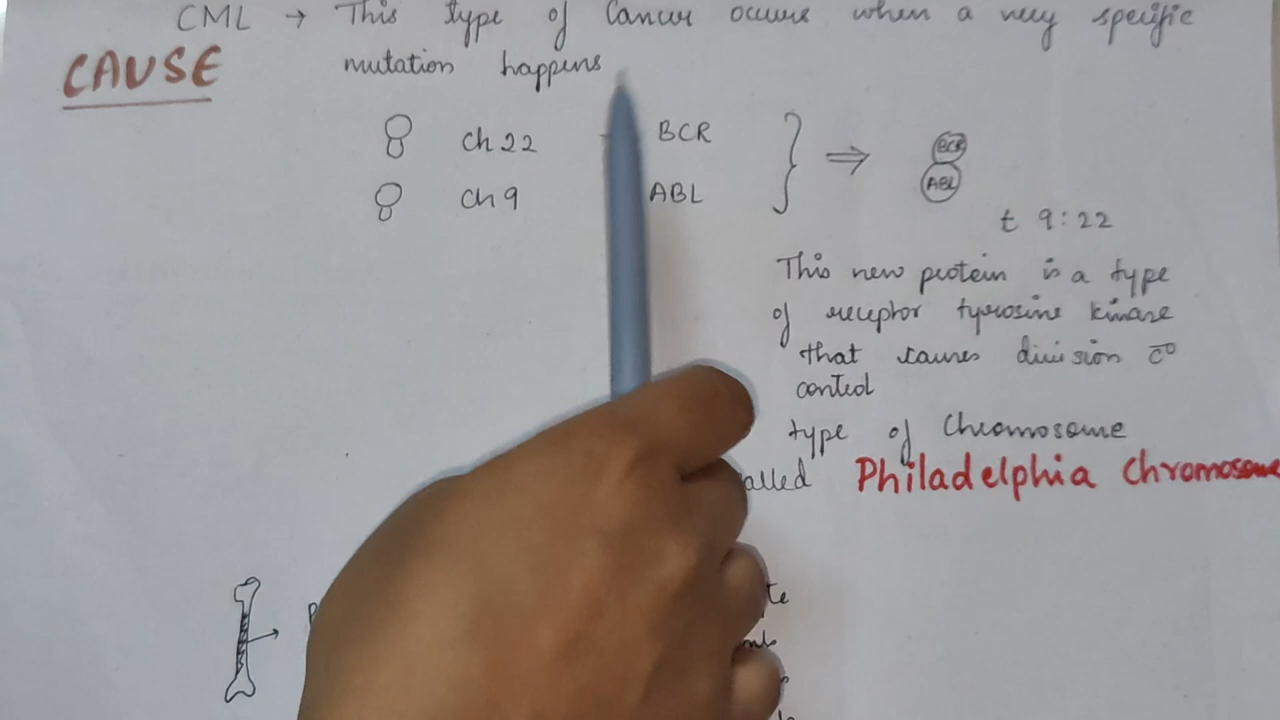 CML → This type of Cancer occurs when a very specific
CAUSE
mutation happens
Ch 22 BCR
Ch 9 ABL
BCR
ABL
t 9:22
This new protein is a type
of receptor tyrosine kinase
that causes division c̅o
control
type of Chromosome
alled Philadelphia Chromosome
te